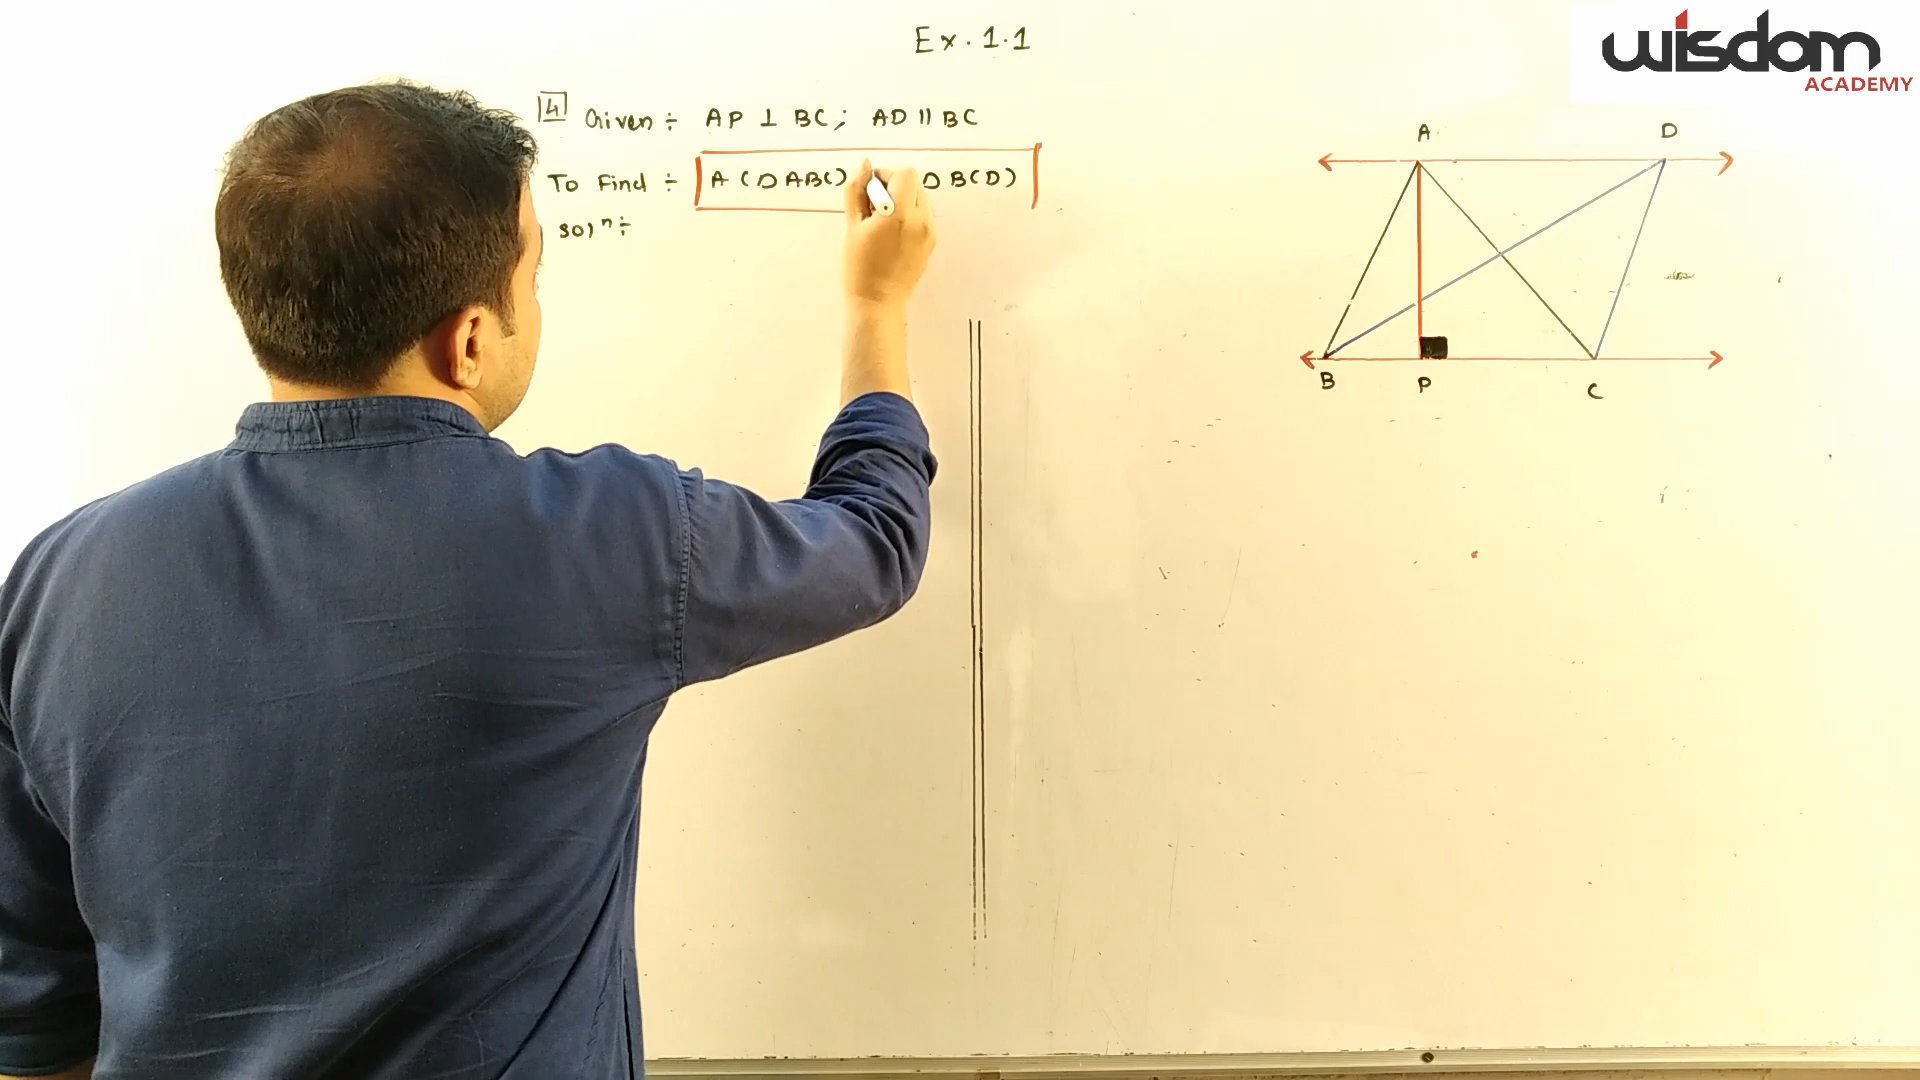 Ex. 1.1
wisdom
ACADEMY
4 Given ÷ AP ⊥ BC; AD || BC
To Find ÷ A (Δ ABC) Δ BCD)
solⁿ ÷
A D
B P C